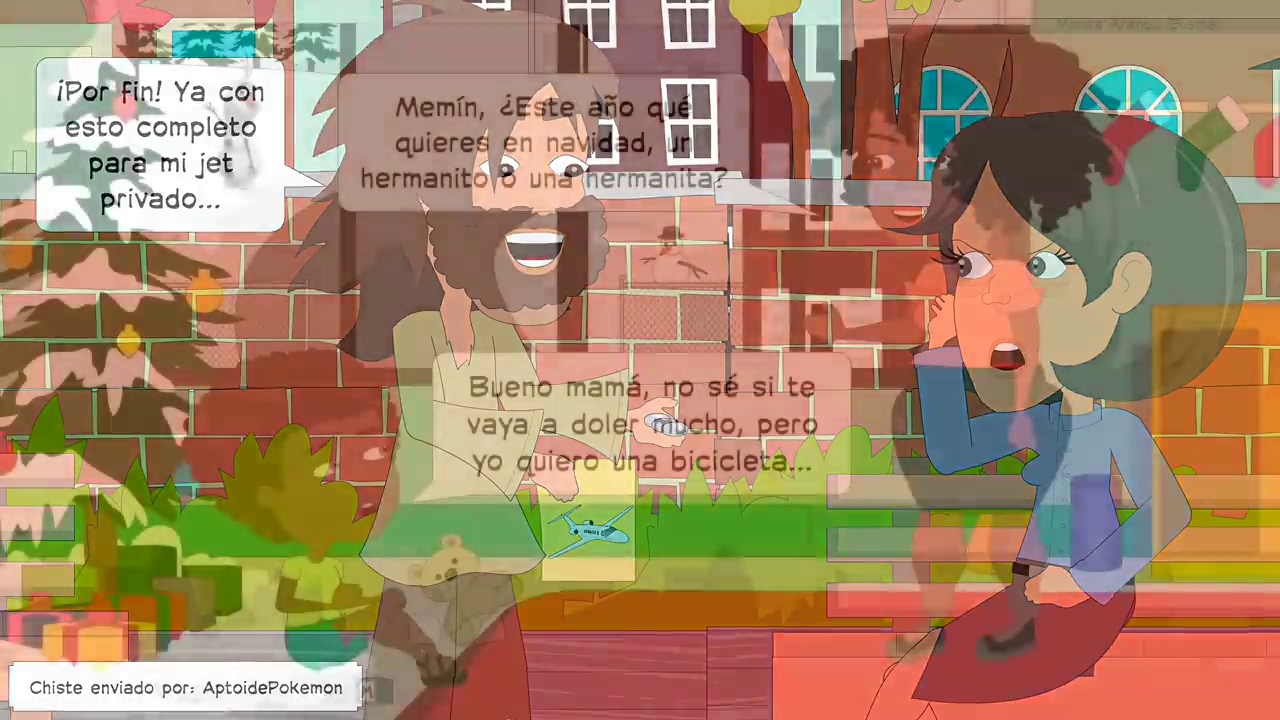 ¡Por fin! Ya con
esto completo
para mi jet
privado...
Memín, ¿Este año qué
quieres en navidad, un
hermanito o una hermanita?
Bueno mamá, no sé si te
vaya a doler mucho, pero
yo quiero una bicicleta...
Chiste enviado por: AptoidePokemon